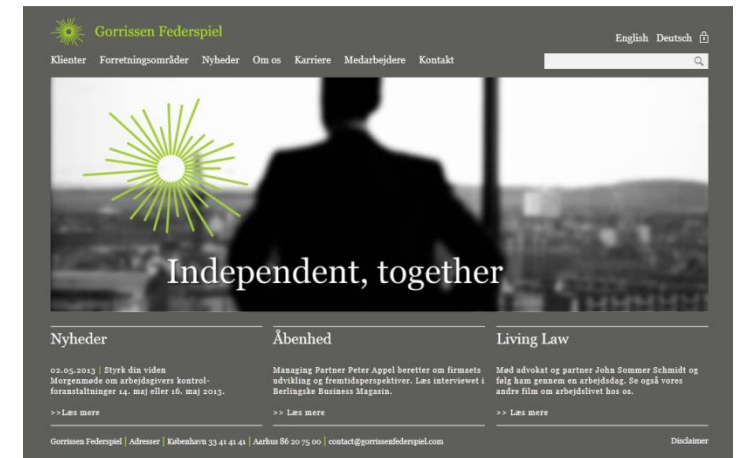 Gorrissen Federspiel
English Deutsch
Klienter Forretningsområder Nyheder Om os Karriere Medarbejdere Kontakt
Independent, together
Nyheder
02.05.2013 | Styrk din viden
Morgenmøde om arbejdsgivers kontrol-
foranstaltninger 14. maj eller 16. maj 2013.
>>Læs mere
Åbenhed
Managing Partner Peter Appel beretter om firmaets
udvikling og fremtidsperspektiver. Læs interviewet i
Berlingske Business Magasin.
>> Læs mere
Living Law
Mød advokat og partner John Sommer Schmidt og
følg ham gennem en arbejdsdag. Se også vores
andre film om arbejdslivet hos os.
>> Læs mere
Gorrissen Federspiel | Adresser | København 33 41 41 41 | Aarhus 86 20 75 00 | contact@gorrissenfederspiel.com
Disclaimer